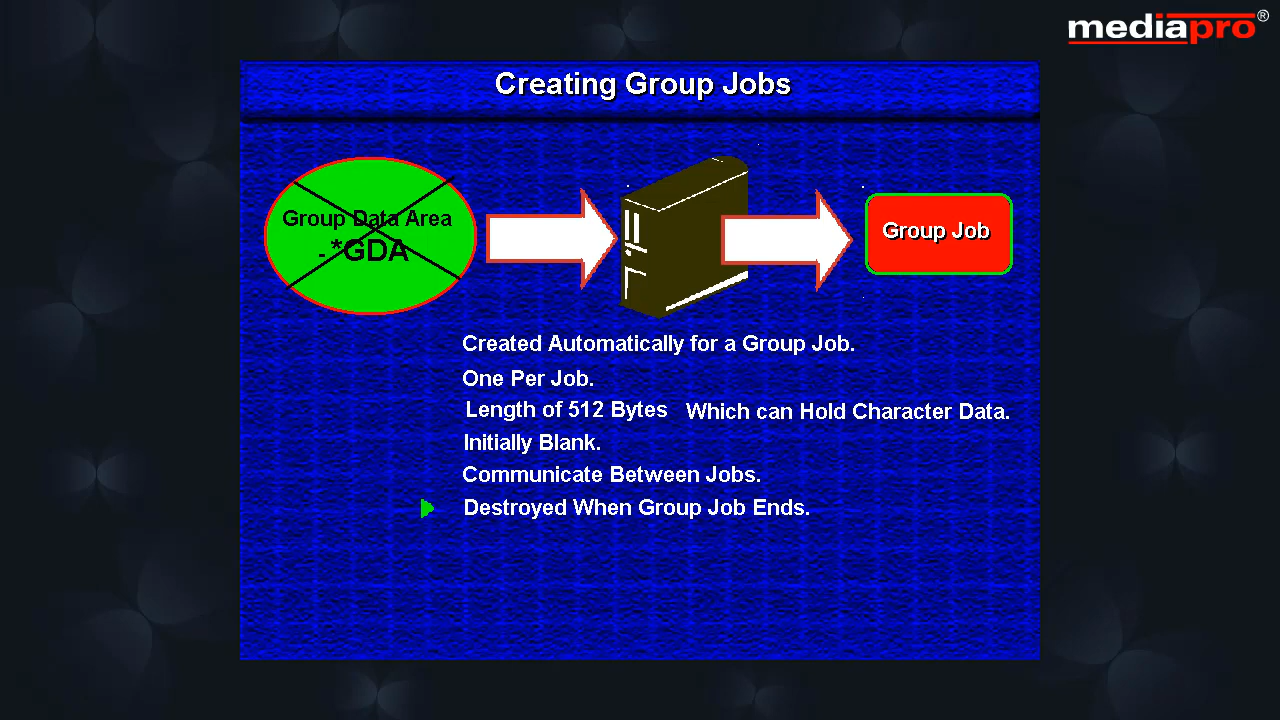 mediapro®
Creating Group Jobs
Group Data Area
- *GDA
Group Job
Created Automatically for a Group Job.
One Per Job.
Length of 512 Bytes Which can Hold Character Data.
Initially Blank.
Communicate Between Jobs.
Destroyed When Group Job Ends.